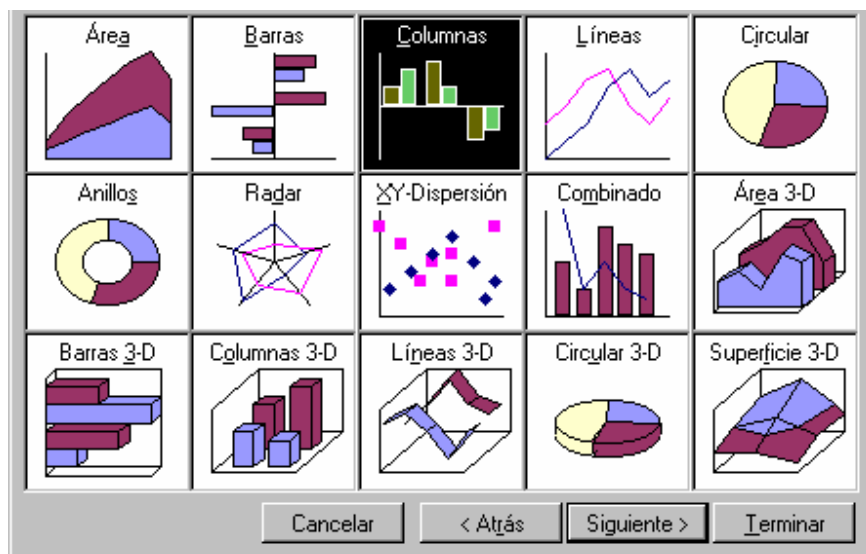 Área Barras Columnas Líneas Circular
Anillos Radar XY-Dispersión Combinado Área 3-D
Barras 3-D Columnas 3-D Líneas 3-D Circular 3-D Superficie 3-D
Cancelar < Atrás Siguiente > Terminar